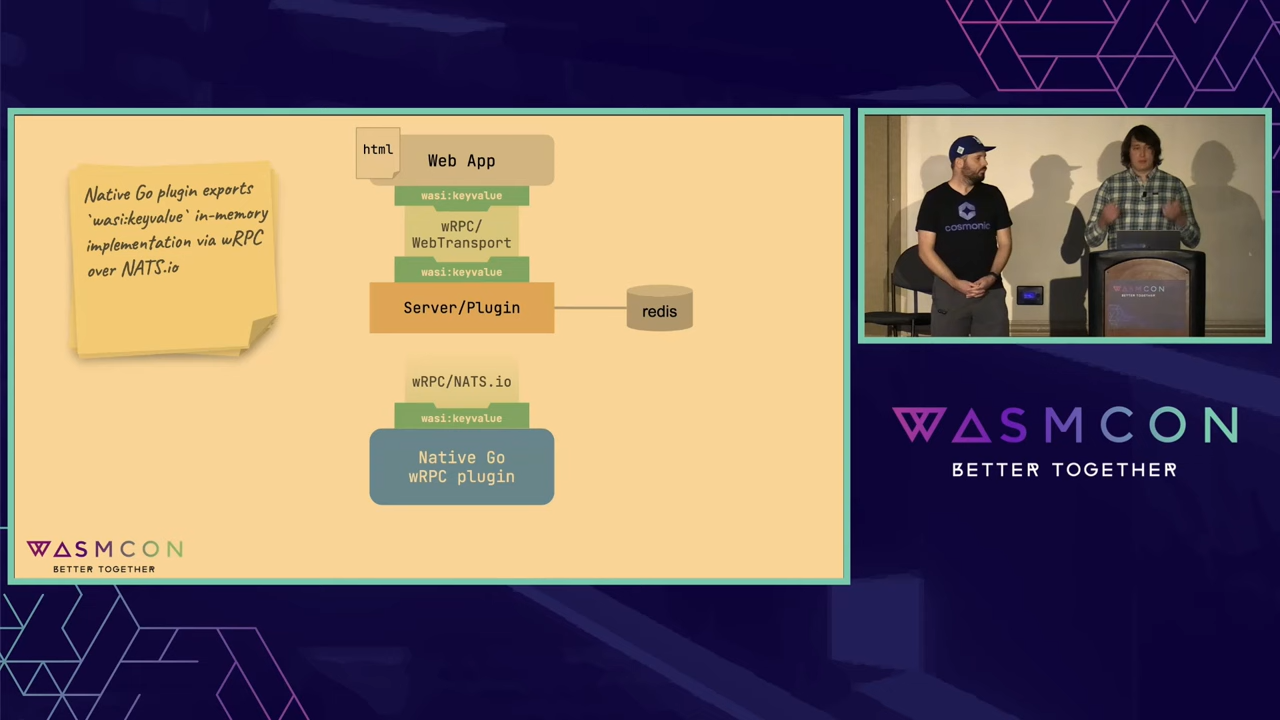 Native Go plugin exports
`wasi:keyvalue` in-memory
implementation via wRPC
over NATS.io
html
Web App
wasi:keyvalue
wRPC/
WebTransport
wasi:keyvalue
Server/Plugin
redis
wRPC/NATS.io
wasi:keyvalue
Native Go
wRPC plugin
WASMCON
BETTER TOGETHER
cosmonic
WASMCON
WASMCON
BETTER TOGETHER